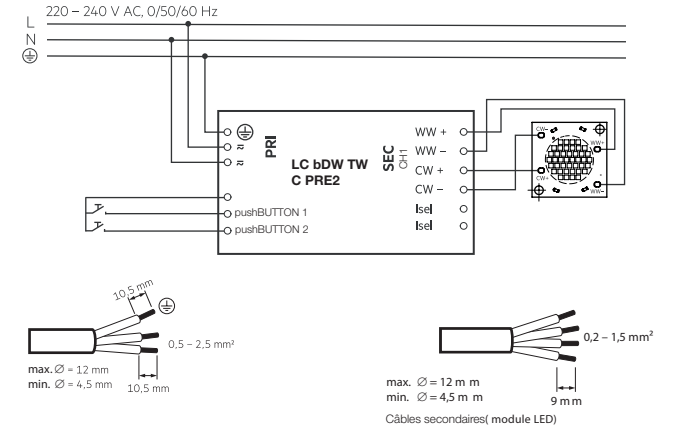 220 – 240 V AC, 0/50/60 Hz
L
N
PRI
≈
≈
LC bDW TW
C PRE2
SEC
CH1
WW +
WW –
CW +
CW –
Isel
Isel
pushBUTTON 1
pushBUTTON 2
CW–
WW+
CW+
WW–
10,5 mm
0,5 – 2,5 mm²
max. Ø = 12 mm
min. Ø = 4,5 mm
10,5 mm
0,2 – 1,5 mm²
max. Ø = 12 m m
min. Ø = 4,5 m m
9 m m
Câbles secondaires( module LED)